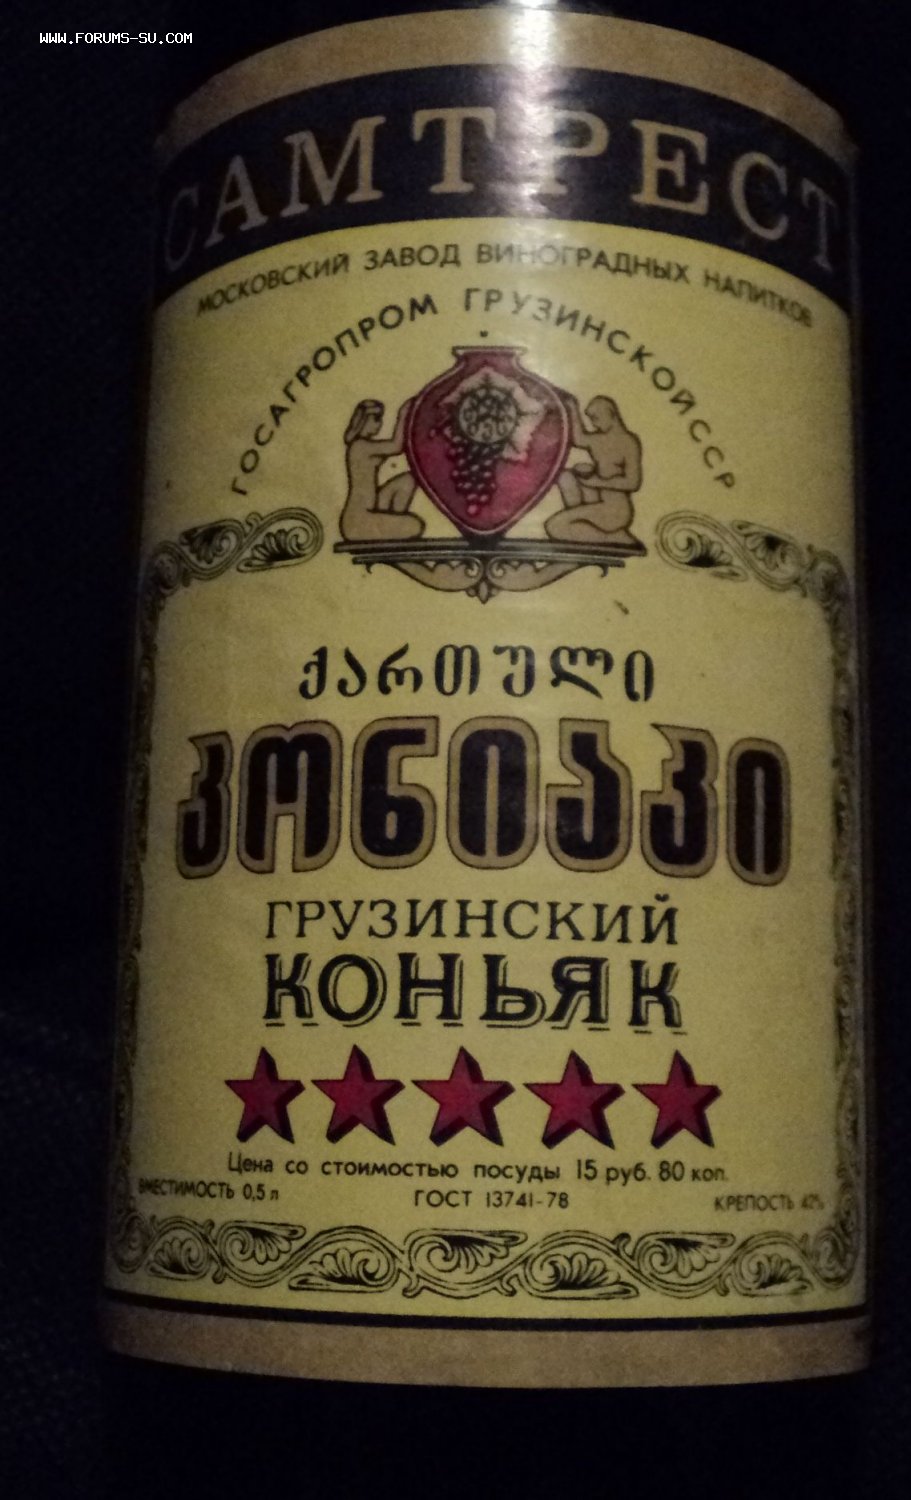 WWW.FORUMS-SU.COM
САМТРЕСТ
МОСКОВСКИЙ ЗАВОД ВИНОГРАДНЫХ НАПИТКОВ
ГОСАГРОПРОМ ГРУЗИНСКОЙ ССР
ქართული
კონიაკი
ГРУЗИНСКИЙ
КОНЬЯК
Цена со стоимостью посуды 15 руб. 80 коп.
ВМЕСТИМОСТЬ 0,5 л ГОСТ 13741-78 КРЕПОСТЬ 42%